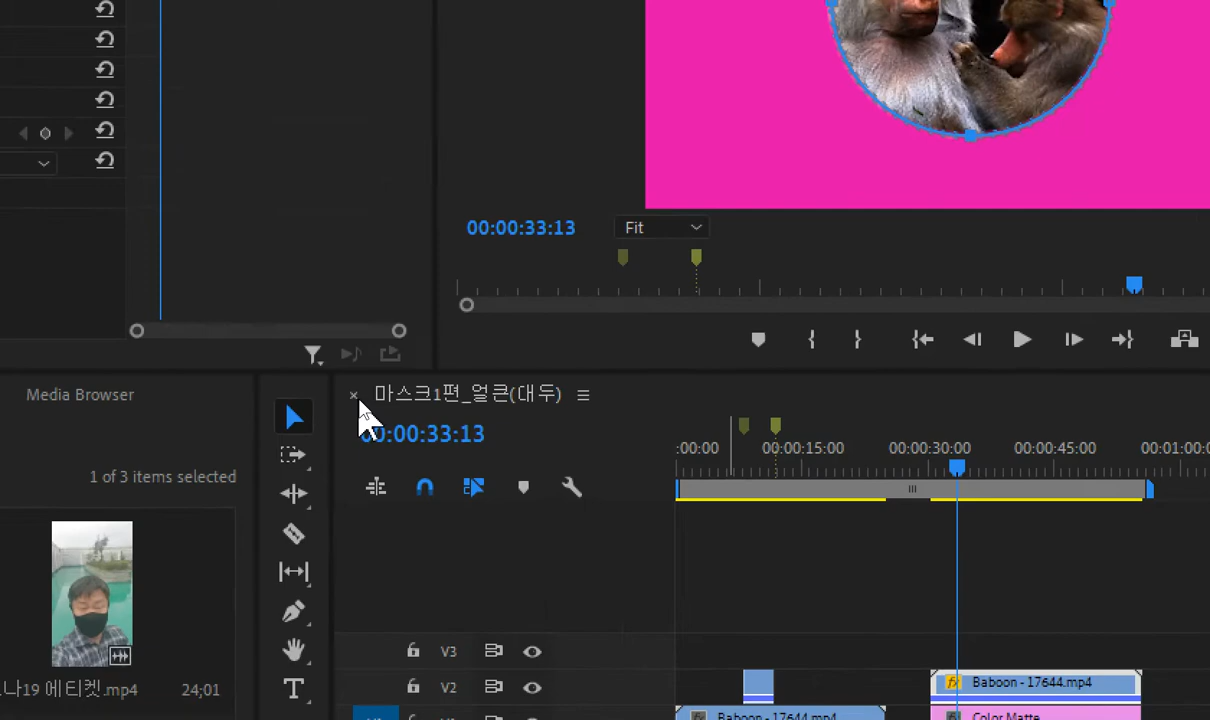 00:00:33:13
Fit
Media Browser
마스크1편_얼큰(대두)
00:00:33:13
1 of 3 items selected
:00:00
00:00:15:00
00:00:30:00
00:00:45:00
00:01:00:0
V3
V2
Baboon - 17644.mp4
나19 에티켓.mp4
24;01
Baboon - 17644.mp4
Color Matte